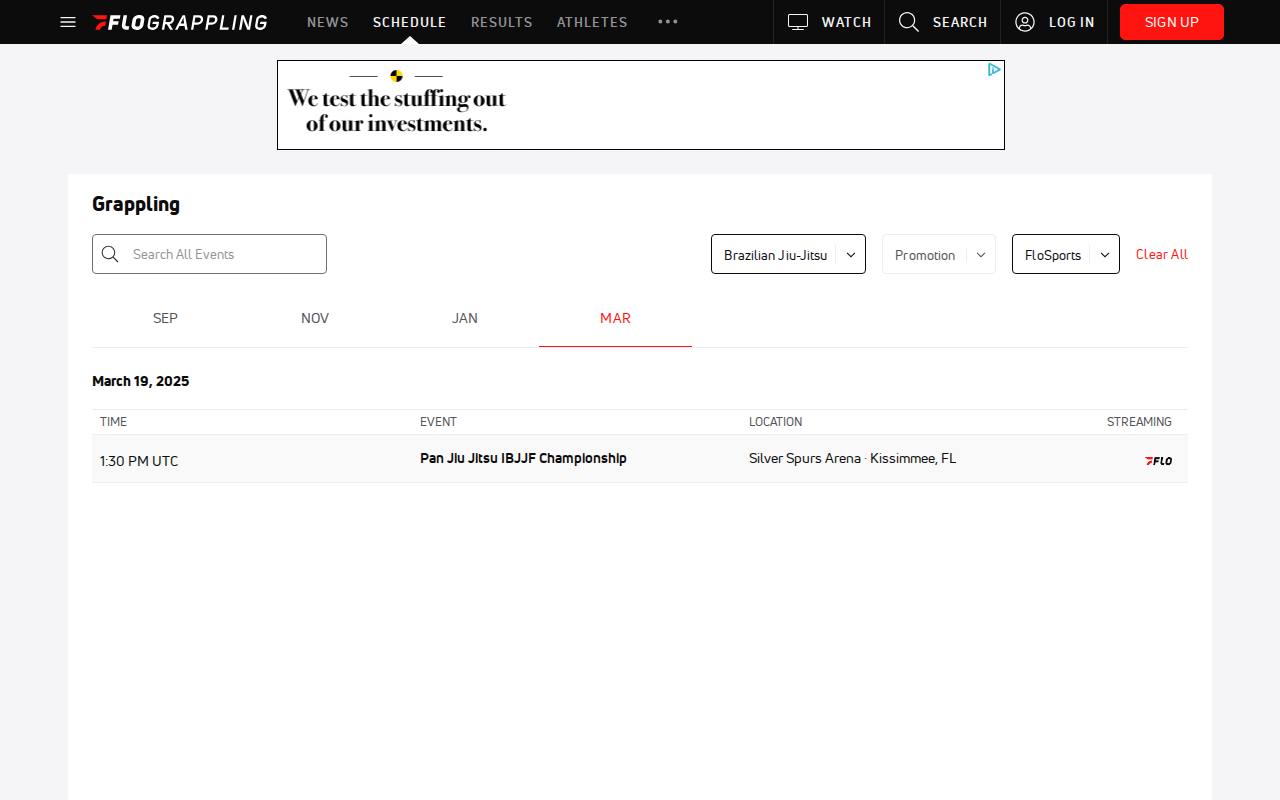 FLOGRAPPLING
NEWS
SCHEDULE
RESULTS
ATHLETES
WATCH
SEARCH
LOG IN
SIGN UP
We test the stuffing out
of our investments.
Grappling
Search All Events
Brazilian Jiu-Jitsu
Promotion
FloSports
Clear All
SEP
NOV
JAN
MAR
March 19, 2025
TIME
EVENT
LOCATION
STREAMING
1:30 PM UTC
Pan Jiu Jitsu IBJJF Championship
Silver Spurs Arena · Kissimmee, FL
FLO